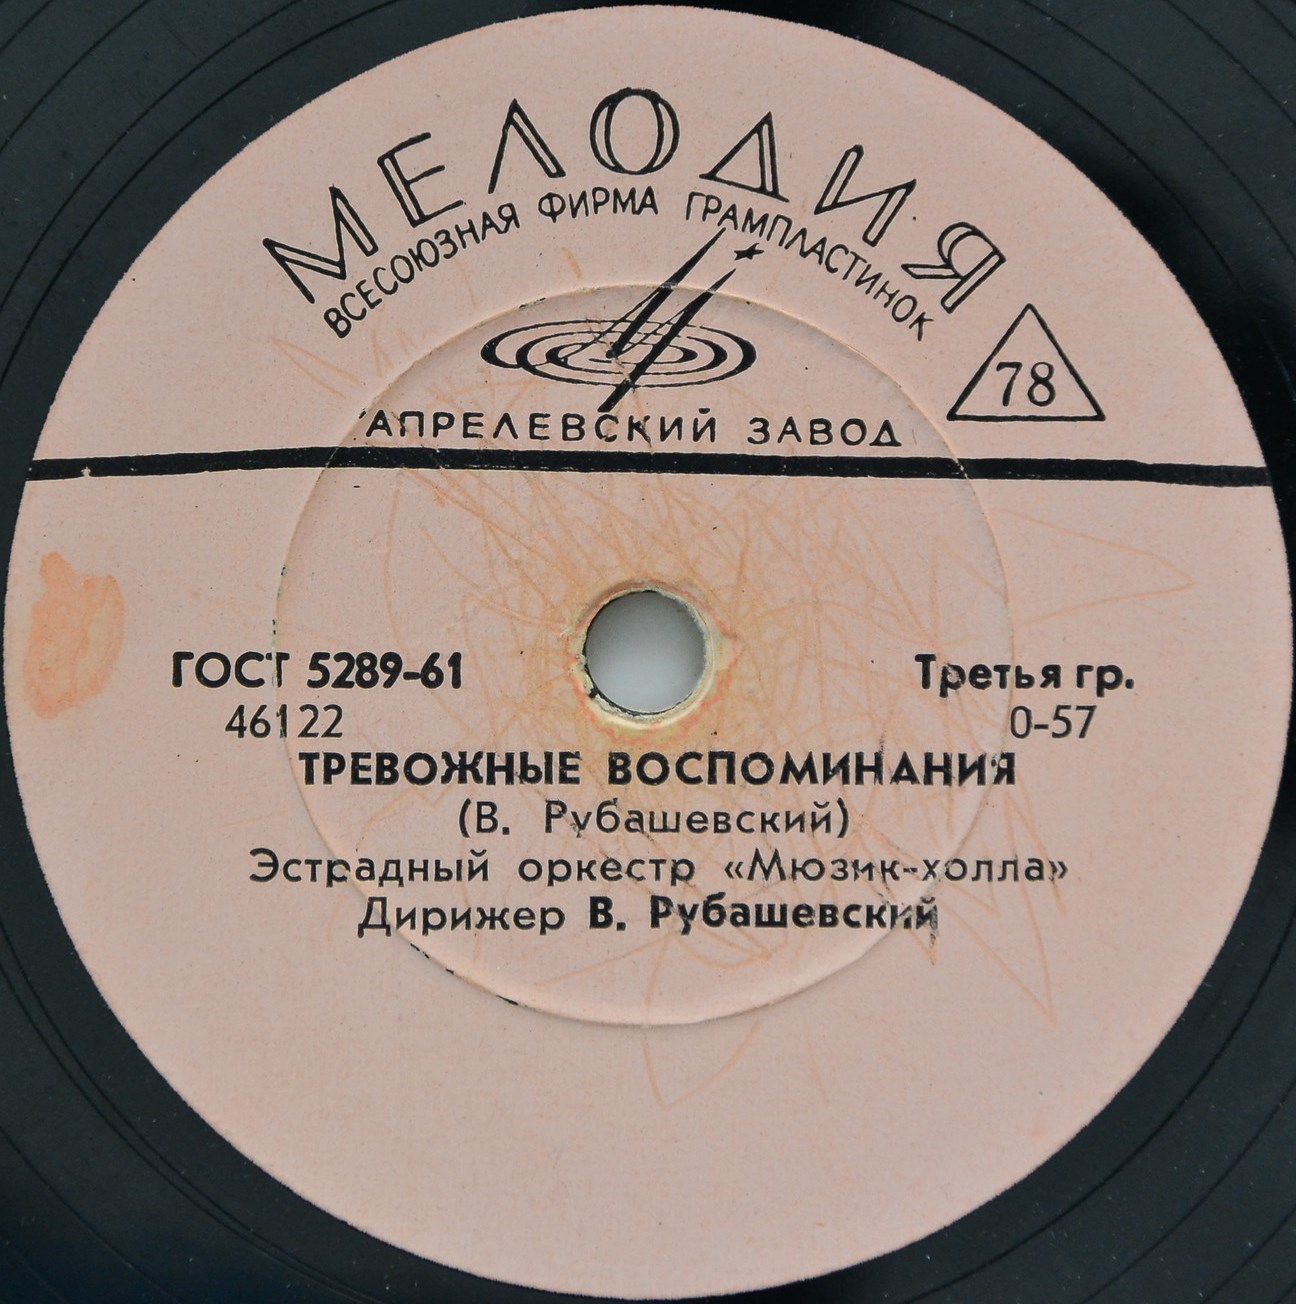 МЕЛОДИЯ
ВСЕСОЮЗНАЯ ФИРМА ГРАМПЛАСТИНОК
78
АПРЕЛЕВСКИЙ ЗАВОД
ГОСТ 5289-61 Третья гр.
46122 0-57
ТРЕВОЖНЫЕ ВОСПОМИНАНИЯ
(В. Рубашевский)
Эстрадный оркестр «Мюзик-холла»
Дирижер В. Рубашевский